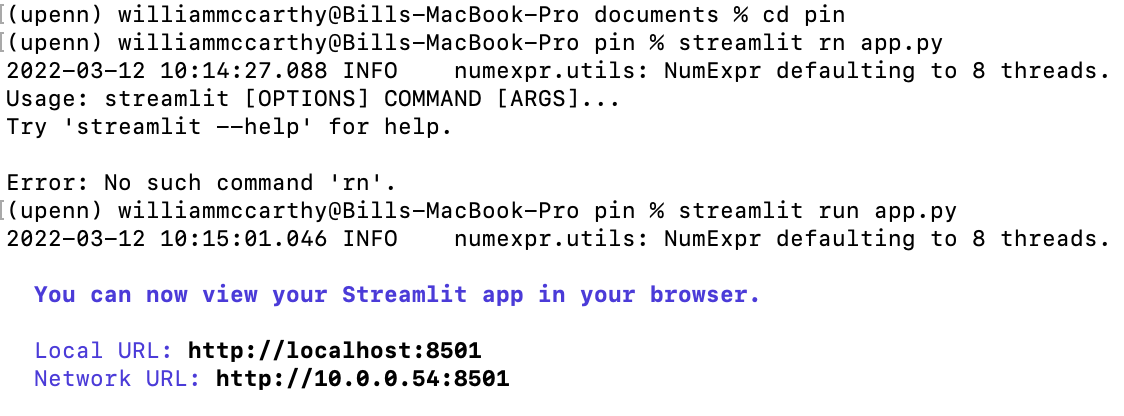 [(upenn) williammccarthy@Bills-MacBook-Pro documents % cd pin
[(upenn) williammccarthy@Bills-MacBook-Pro pin % streamlit rn app.py
2022-03-12 10:14:27.088 INFO    numexpr.utils: NumExpr defaulting to 8 threads.
Usage: streamlit [OPTIONS] COMMAND [ARGS]...
Try 'streamlit --help' for help.

Error: No such command 'rn'.
[(upenn) williammccarthy@Bills-MacBook-Pro pin % streamlit run app.py
2022-03-12 10:15:01.046 INFO    numexpr.utils: NumExpr defaulting to 8 threads.

  You can now view your Streamlit app in your browser.

  Local URL: http://localhost:8501
  Network URL: http://10.0.0.54:8501